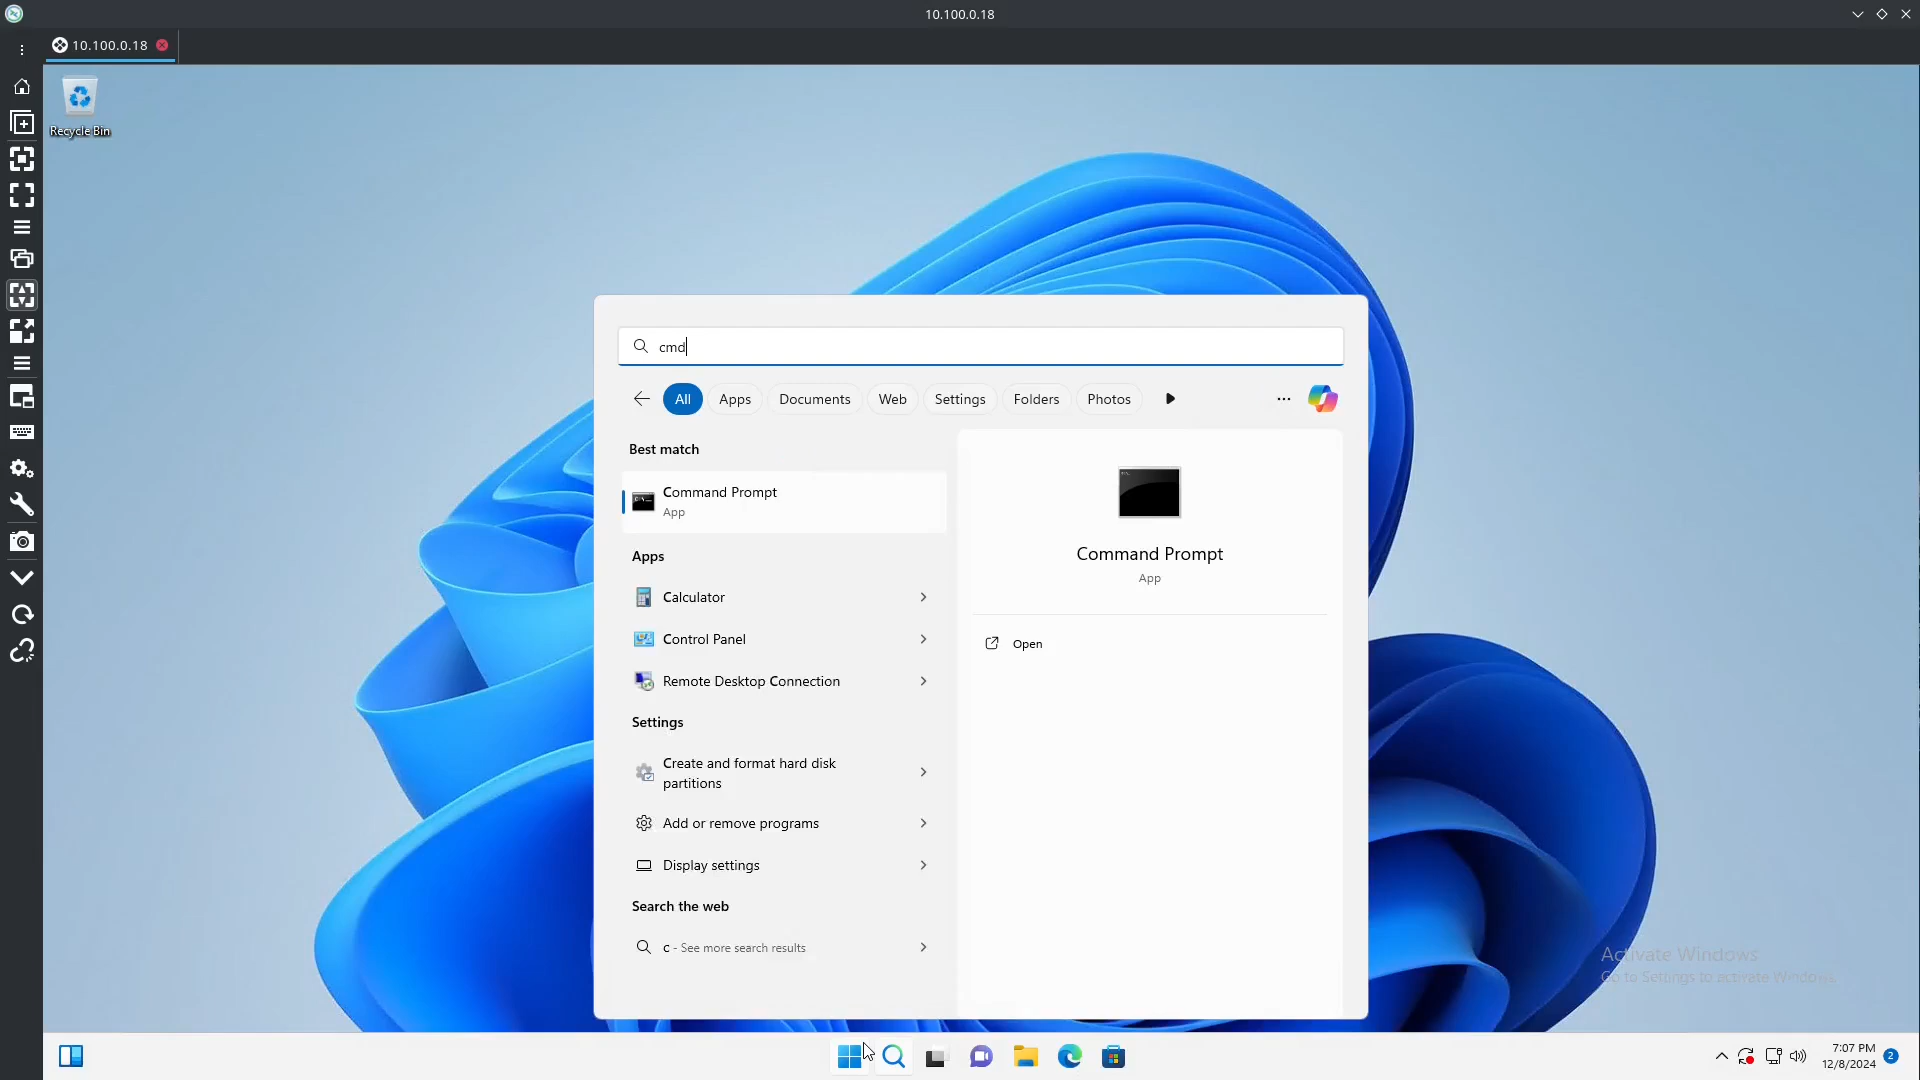 10.100.0.18
10.100.0.18
Recycle Bin
cmd
All
Apps
Documents
Web
Settings
Folders
Photos
Best match
Command Prompt
App
Apps
Calculator
Control Panel
Remote Desktop Connection
Settings
Create and format hard disk
partitions
Add or remove programs
Display settings
Search the web
c - See more search results
Command Prompt
App
Open
Activate Windows
Go to Settings to activate Windows.
7:07 PM
12/8/2024
2